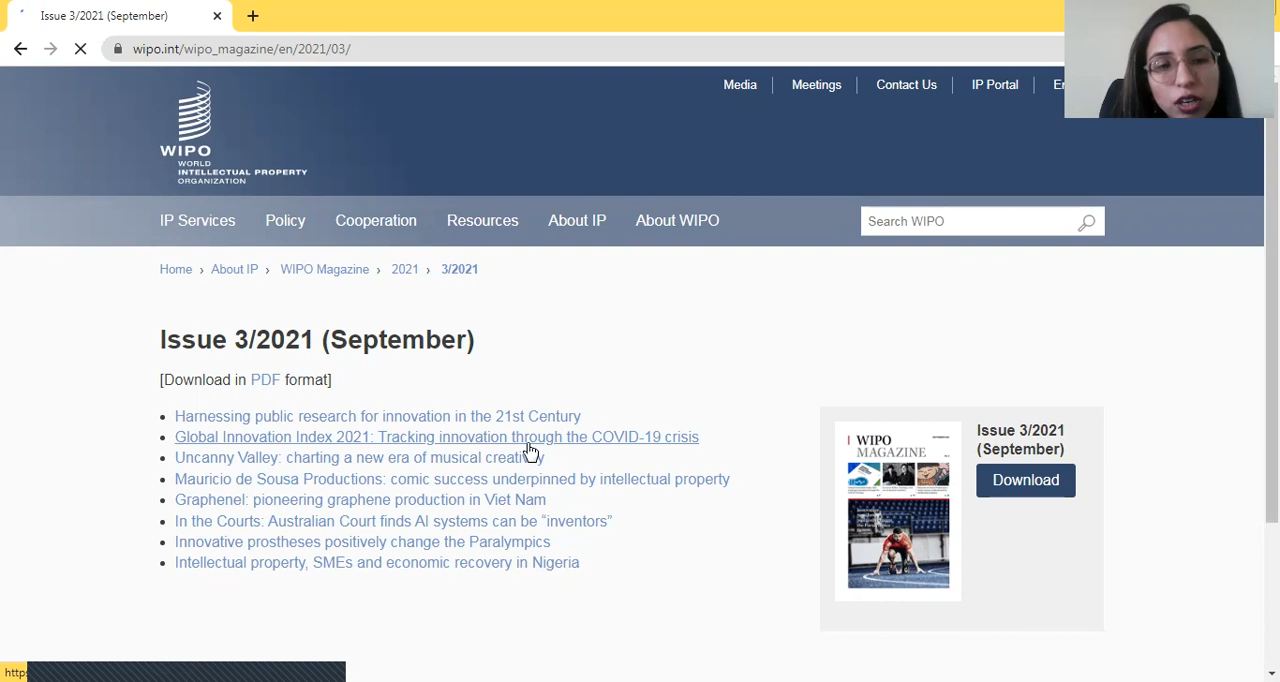 Issue 3/2021 (September)
wipo.int/wipo_magazine/en/2021/03/
Media
Meetings
Contact Us
IP Portal
WIPO
WORLD
INTELLECTUAL PROPERTY
ORGANIZATION
IP Services
Policy
Cooperation
Resources
About IP
About WIPO
Search WIPO
Home › About IP › WIPO Magazine › 2021 › 3/2021
Issue 3/2021 (September)
[Download in PDF format]
Harnessing public research for innovation in the 21st Century
Global Innovation Index 2021: Tracking innovation through the COVID-19 crisis
Uncanny Valley: charting a new era of musical creativity
Mauricio de Sousa Productions: comic success underpinned by intellectual property
Graphenel: pioneering graphene production in Viet Nam
In the Courts: Australian Court finds AI systems can be “inventors”
Innovative prostheses positively change the Paralympics
Intellectual property, SMEs and economic recovery in Nigeria
WIPO
MAGAZINE
Issue 3/2021
(September)
Download